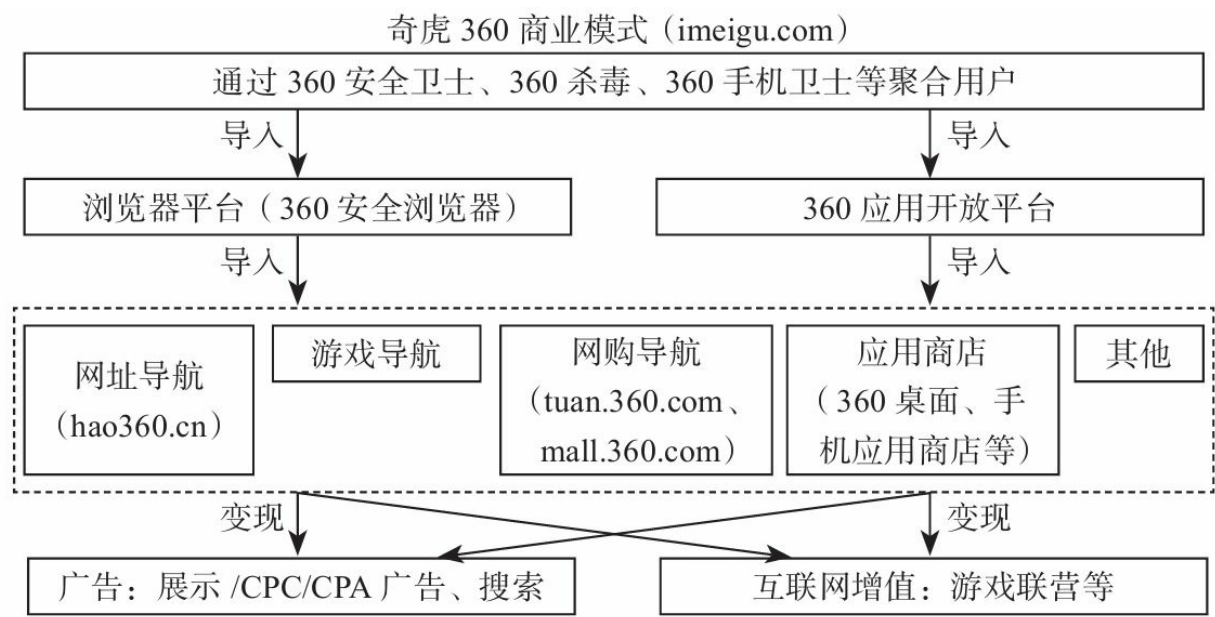 奇虎 360 商业模式（imeigu.com）
通过 360 安全卫士、360 杀毒、360 手机卫士等聚合用户
导入
导入
浏览器平台（360 安全浏览器）
360 应用开放平台
导入
导入
网址导航
(hao360.cn)
游戏导航
网购导航
（tuan.360.com、
mall.360.com）
应用商店
（360 桌面、手
机应用商店等）
其他
变现
变现
广告：展示 /CPC/CPA 广告、搜索
互联网增值：游戏联营等